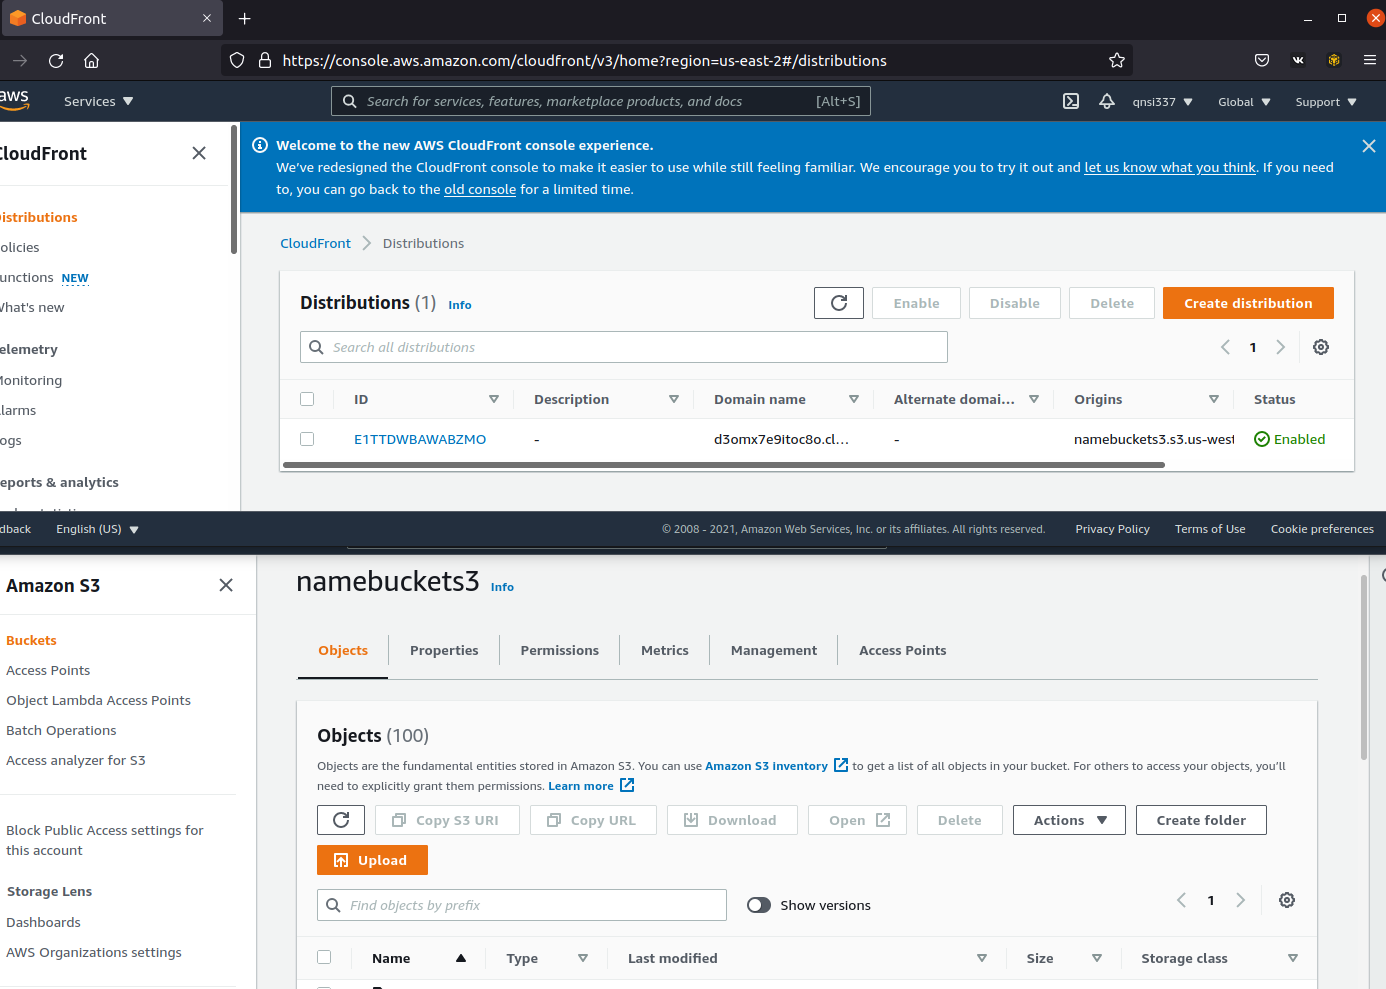 CloudFront
https://console.aws.amazon.com/cloudfront/v3/home?region=us-east-2#/distributions
aws
Services
Search for services, features, marketplace products, and docs [Alt+S]
qnsi337
Global
Support
loudFront
istributions
olicies
unctions NEW
hat's new
elemetry
onitoring
larms
ogs
eports & analytics
Welcome to the new AWS CloudFront console experience.
We've redesigned the CloudFront console to make it easier to use while still feeling familiar. We encourage you to try it out and let us know what you think. If you need
to, you can go back to the old console for a limited time.
CloudFront
Distributions
Distributions (1) Info
Enable
Disable
Delete
Create distribution
Search all distributions
1
ID
Description
Domain name
Alternate domai...
Origins
Status
E1TTDWBAWABZMO
-
d3omx7e9itoc8o.cl...
-
namebuckets3.s3.us-west
Enabled
dback
English (US)
© 2008 - 2021, Amazon Web Services, Inc. or its affiliates. All rights reserved.
Privacy Policy
Terms of Use
Cookie preferences
Amazon S3
Buckets
Access Points
Object Lambda Access Points
Batch Operations
Access analyzer for S3
Block Public Access settings for
this account
Storage Lens
Dashboards
AWS Organizations settings
namebuckets3 Info
Objects
Properties
Permissions
Metrics
Management
Access Points
Objects (100)
Objects are the fundamental entities stored in Amazon S3. You can use Amazon S3 inventory to get a list of all objects in your bucket. For others to access your objects, you'll
need to explicitly grant them permissions. Learn more
Copy S3 URI
Copy URL
Download
Open
Delete
Actions
Create folder
Upload
Find objects by prefix
Show versions
1
Name
Type
Last modified
Size
Storage class